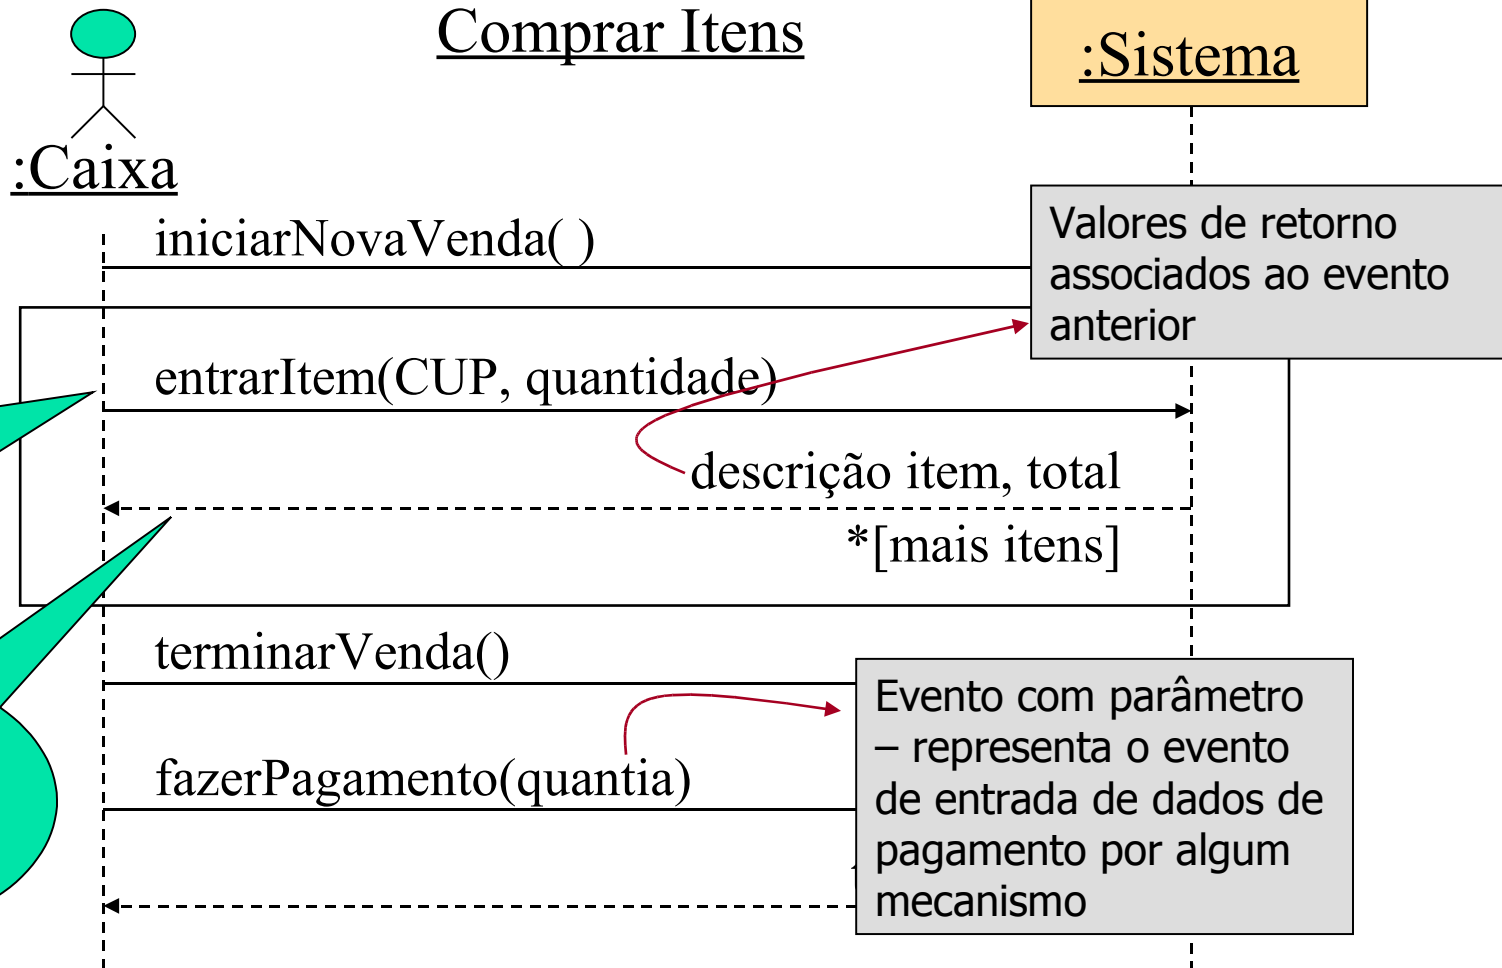 Comprar Itens
:Sistema
:Caixa
iniciarNovaVenda( )
Valores de retorno
associados ao evento
anterior
entrarItem(CUP, quantidade)
descrição item, total
*[mais itens]
terminarVenda()
fazerPagamento(quantia)
Evento com parâmetro
– representa o evento
de entrada de dados de
pagamento por algum
mecanismo